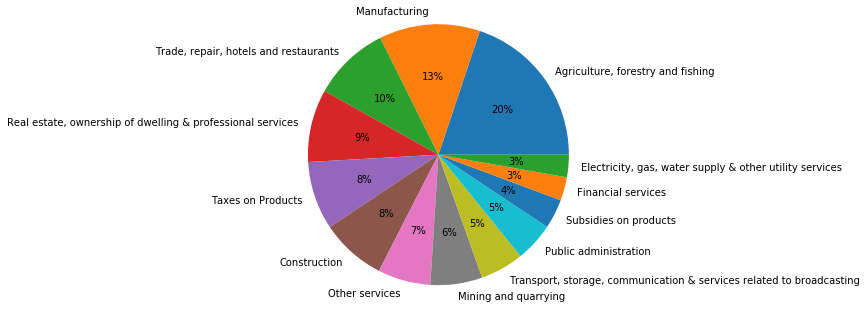 Manufacturing
Trade, repair, hotels and restaurants
Agriculture, forestry and fishing
13%
10%
20%
Real estate, ownership of dwelling & professional services
9%
3%
Electricity, gas, water supply & other utility services
8%
3%
Financial services
4%
Taxes on Products
5%
Subsidies on products
8%
5%
7%
6%
Public administration
Construction
Transport, storage, communication & services related to broadcasting
Other services
Mining and quarrying